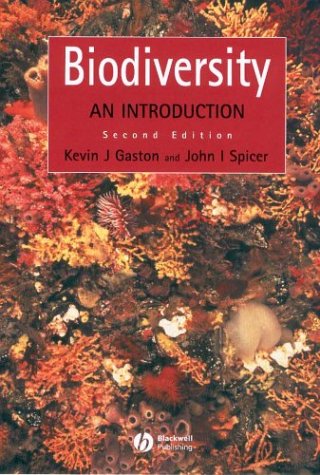 Biodiversity
AN INTRODUCTION
Second Edition
Kevin J Gaston and John I Spicer
Blackwell
Publishing